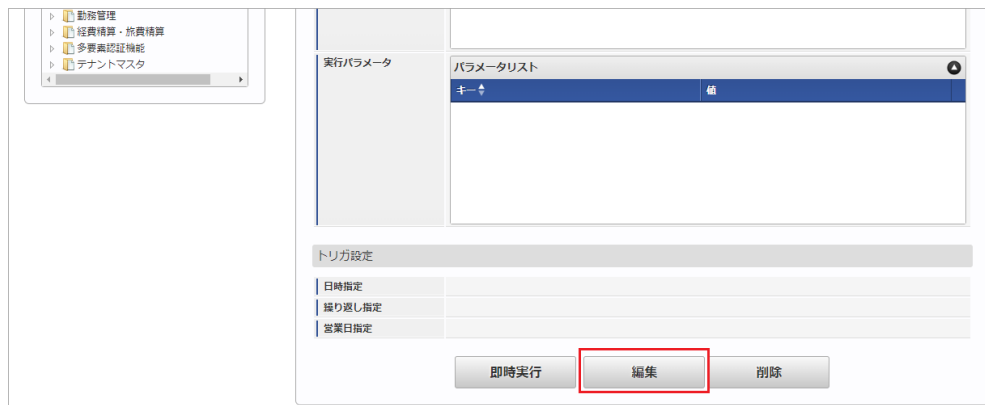 勤務管理
経費精算・旅費精算
多要素認証機能
テナントマスタ
実行パラメータ
パラメータリスト
キー 値
トリガ設定
日時指定
繰り返し指定
営業日指定
即時実行 編集 削除